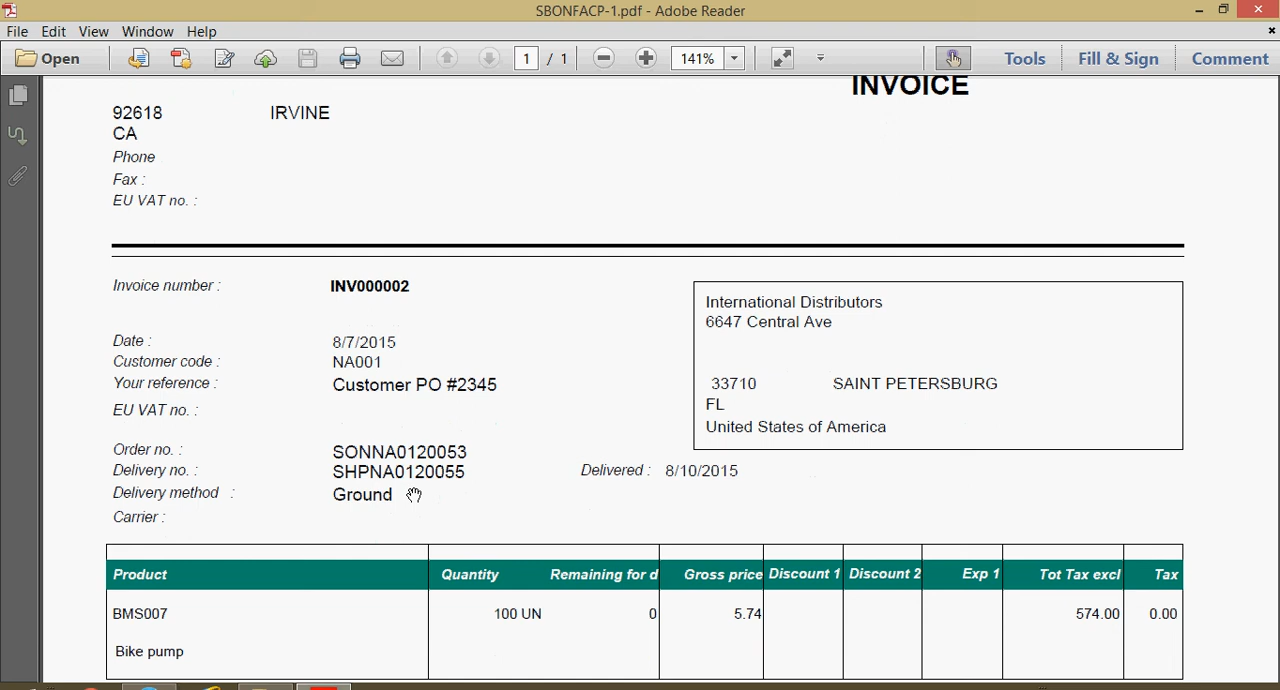 SBONFACP-1.pdf - Adobe Reader
File Edit View Window Help
Open 1 / 1 141% Tools Fill & Sign Comment
INVOICE
92618 IRVINE
CA
Phone
Fax :
EU VAT no. :
Invoice number : INV000002
International Distributors
6647 Central Ave
Date : 8/7/2015
Customer code : NA001
Your reference : Customer PO #2345
33710 SAINT PETERSBURG
EU VAT no. :
FL
United States of America
Order no. : SONNA0120053
Delivery no. : SHPNA0120055 Delivered : 8/10/2015
Delivery method : Ground
Carrier :
Product Quantity Remaining for d Gross price Discount 1 Discount 2 Exp 1 Tot Tax excl Tax
BMS007 100 UN 0 5.74 574.00 0.00
Bike pump